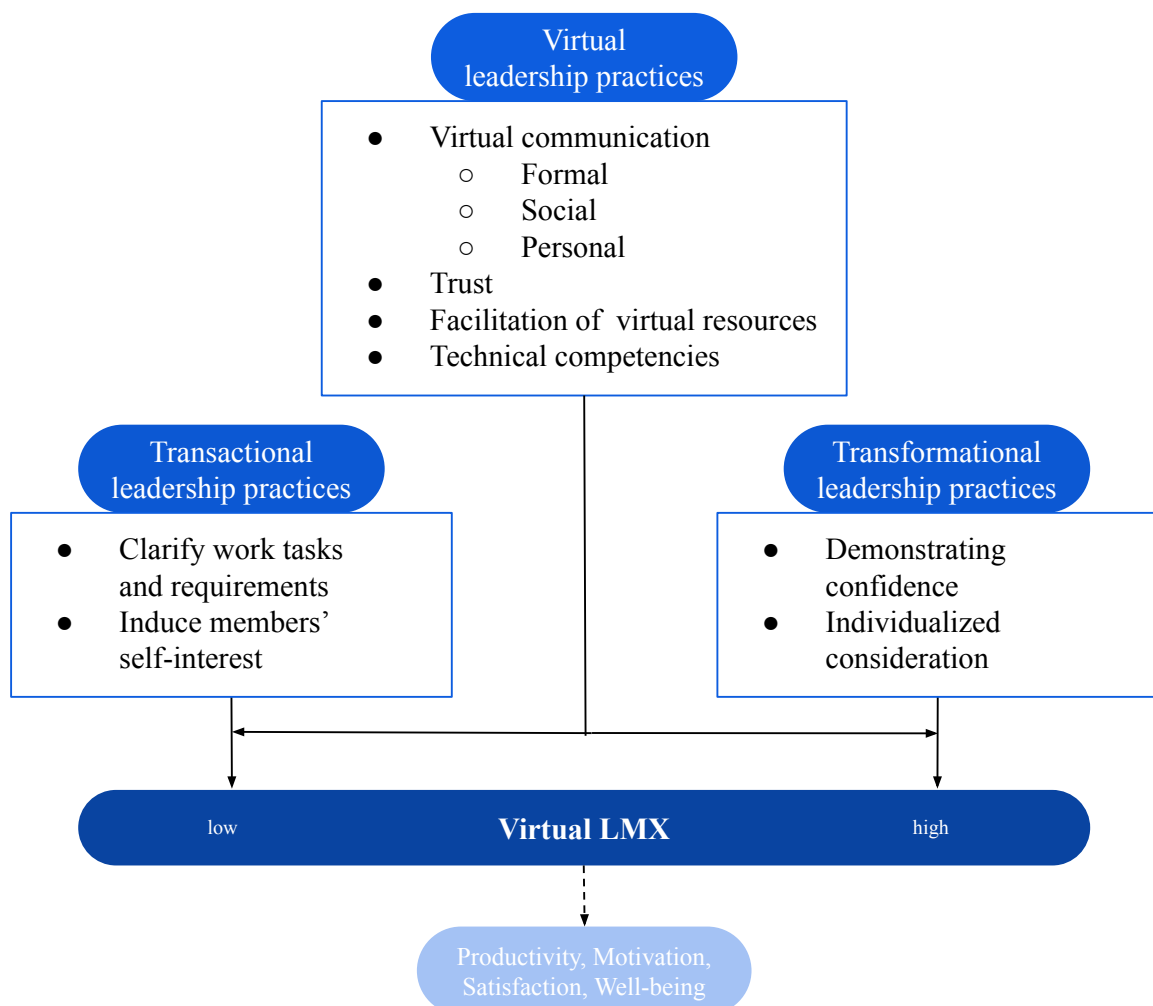 Virtual
leadership practices
● Virtual communication
○ Formal
○ Social
○ Personal
● Trust
● Facilitation of  virtual resources
● Technical competencies
Transactional
leadership practices
● Clarify work tasks
and requirements
● Induce members’
self-interest
Transformational
leadership practices
● Demonstrating
confidence
● Individualized
consideration
low Virtual LMX high
Productivity, Motivation,
Satisfaction, Well-being